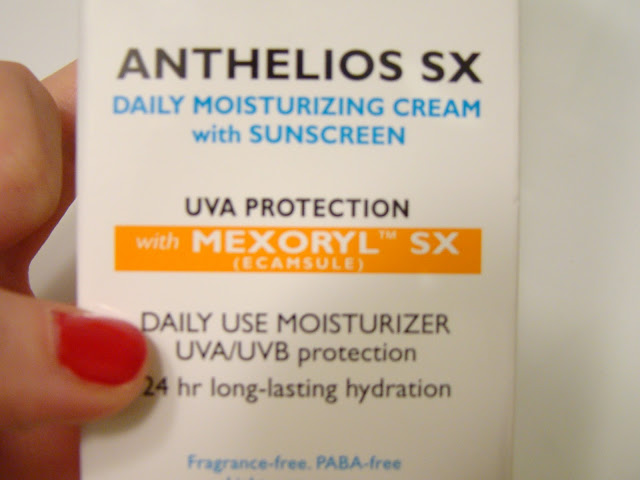 ANTHELIOS SX
DAILY MOISTURIZING CREAM
with SUNSCREEN
UVA PROTECTION
with MEXORYL™ SX
(ECAMSULE)
DAILY USE MOISTURIZER
UVA/UVB protection
24 hr long-lasting hydration
Fragrance-free. PABA-free